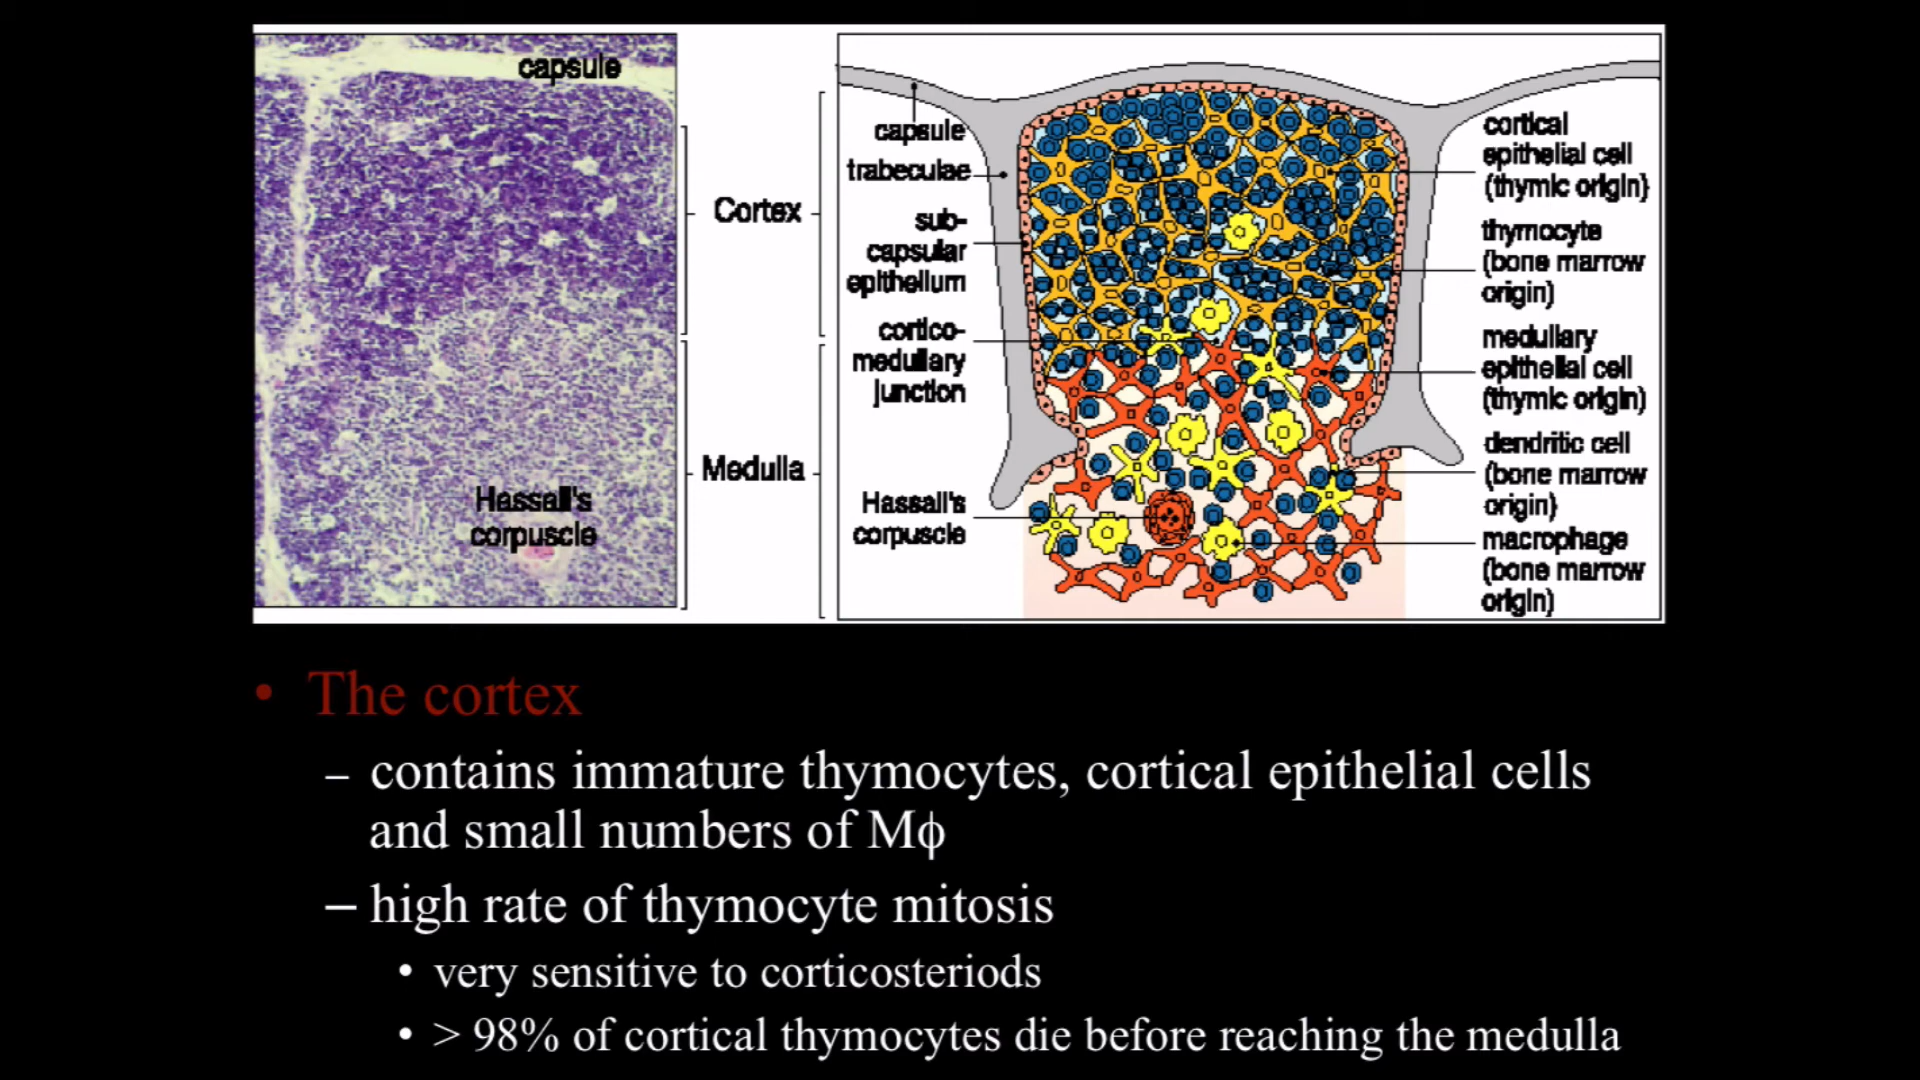 capsule
Hassall's
corpuscle
Cortex
Medulla
capsule
trabeculae
sub-
capsular
epithelium
cortico-
medullary
junction
Hassall's
corpuscle
cortical
epithelial cell
(thymic origin)
thymocyte
(bone marrow
origin)
medullary
epithelial cell
(thymic origin)
dendritic cell
(bone marrow
origin)
macrophage
(bone marrow
origin)
• The cortex
– contains immature thymocytes, cortical epithelial cells
and small numbers of Mϕ
– high rate of thymocyte mitosis
• very sensitive to corticosteriods
• > 98% of cortical thymocytes die before reaching the medulla